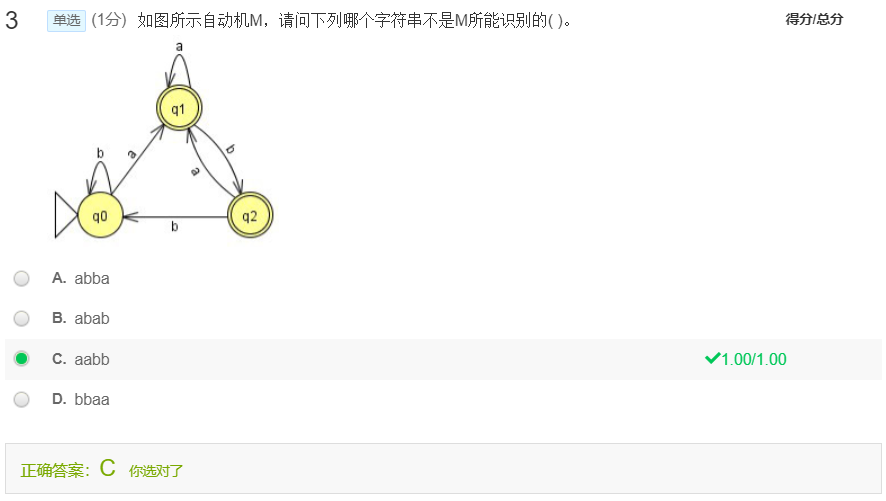 3 单选 (1分) 如图所示自动机M，请问下列哪个字符串不是M所能识别的( )。 得分/总分
a
q1
b
a
b
a
q0
q2
b
A. abba
B. abab
C. aabb 1.00/1.00
D. bbaa
正确答案：C 你选对了